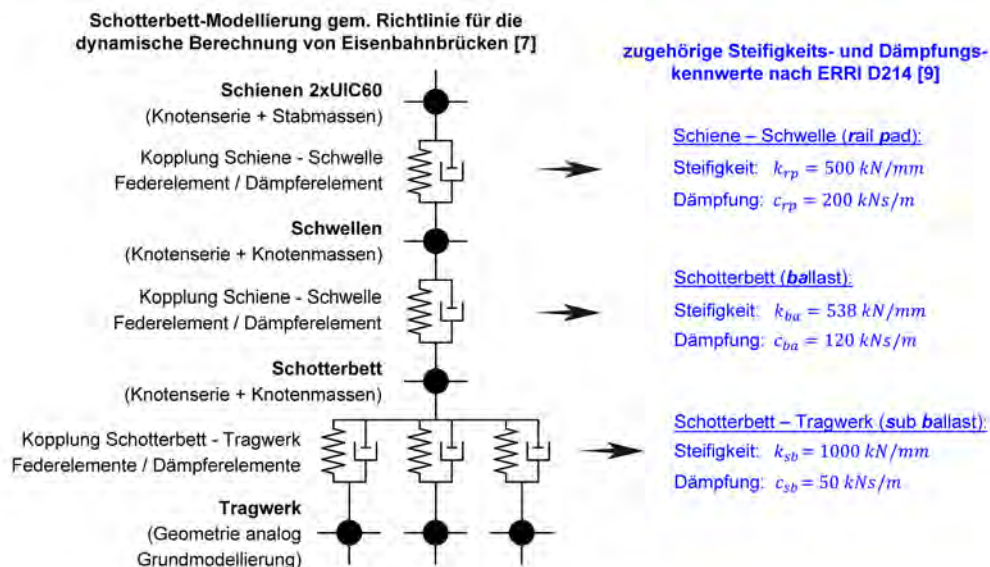 Schotterbett-Modellierung gem. Richtlinie für die
dynamische Berechnung von Eisenbahnbrücken [7]
zugehörige Steifigkeits- und Dämpfungs-
kennwerte nach ERRI D214 [9]
Schienen 2xUIC60
(Knotenserie + Stabmassen)
Kopplung Schiene - Schwelle
Federelement / Dämpferelement
Schiene – Schwelle (rail pad):
Steifigkeit: k_rp = 500 kN/mm
Dämpfung: c_rp = 200 kNs/m
Schwellen
(Knotenserie + Knotenmassen)
Kopplung Schiene - Schwelle
Federelement / Dämpferelement
Schotterbett (ballast):
Steifigkeit: k_ba = 538 kN/mm
Dämpfung: c_ba = 120 kNs/m
Schotterbett
(Knotenserie + Knotenmassen)
Kopplung Schotterbett - Tragwerk
Federelemente / Dämpferelemente
Schotterbett – Tragwerk (sub ballast):
Steifigkeit: k_sb = 1000 kN/mm
Dämpfung: c_sb = 50 kNs/m
Tragwerk
(Geometrie analog
Grundmodellierung)